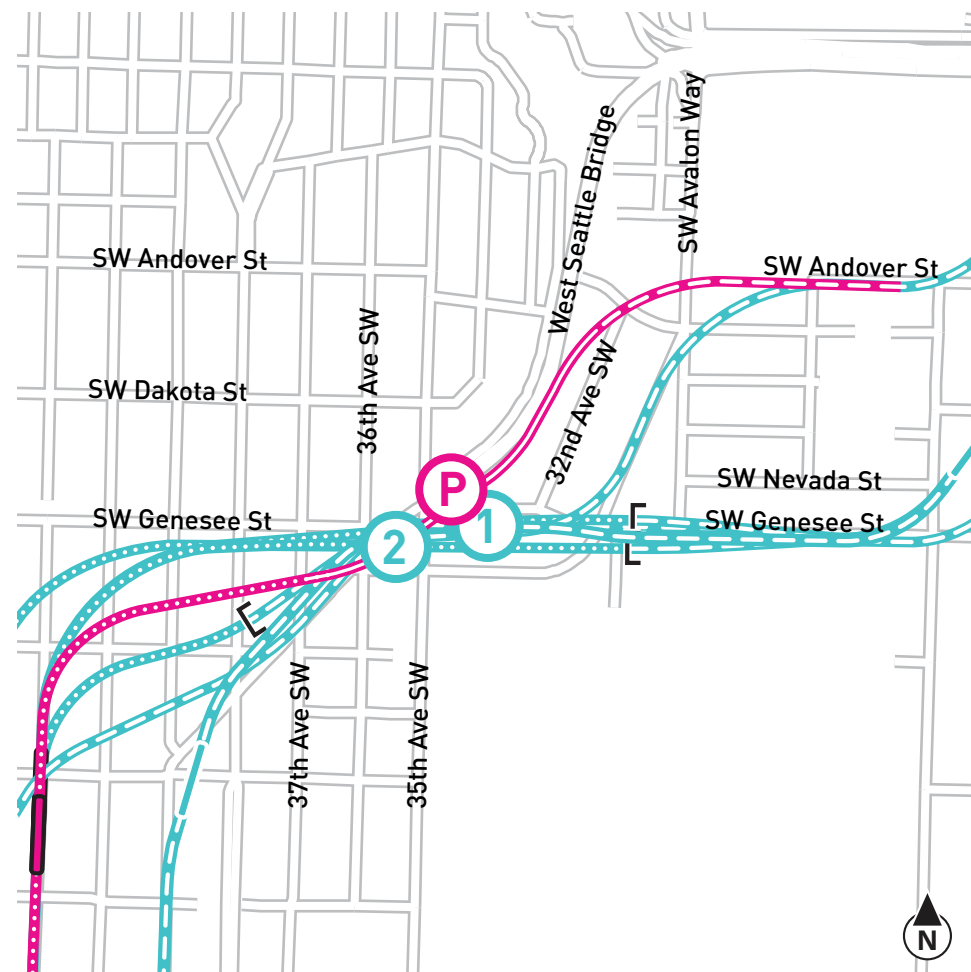 SW Avalon Way
West Seattle Bridge
SW Andover St
SW Andover St
36th Ave SW
SW Dakota St
32nd Ave SW
P
SW Nevada St
SW Genesee St
SW Genesee St
1
2
37th Ave SW
35th Ave SW
N